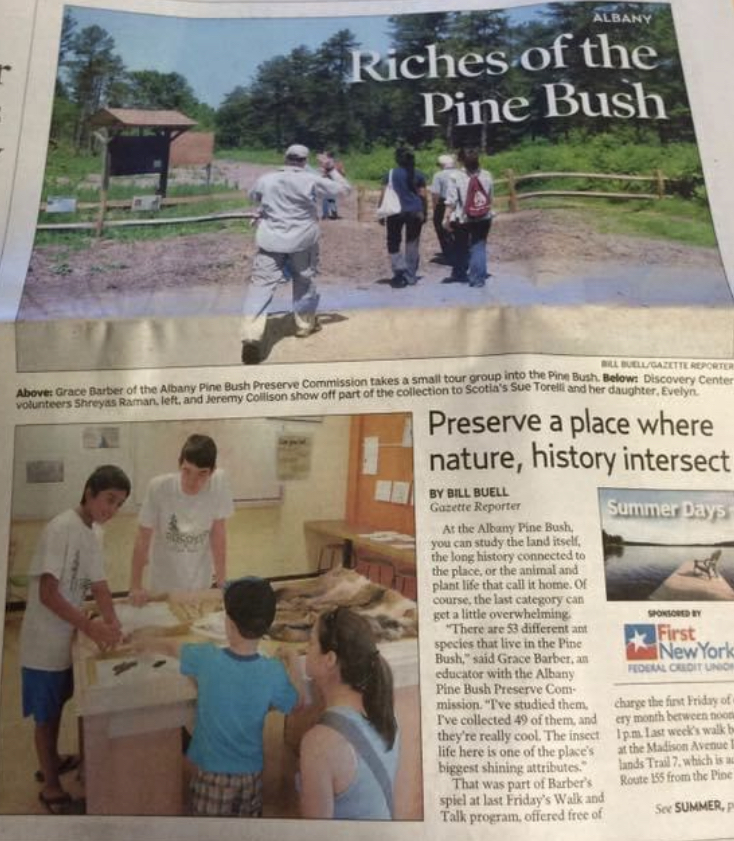 ALBANY
Riches of the
Pine Bush
BILL BUELL/GAZETTE REPORTER
Above: Grace Barber of the Albany Pine Bush Preserve Commission takes a small tour group into the Pine Bush. Below: Discovery Center
volunteers Shreyas Raman, left, and Jeremy Collison show off part of the collection to Scotia's Sue Torelli and her daughter, Evelyn.
Preserve a place where
nature, history intersect
BY BILL BUELL
Gazette Reporter
At the Albany Pine Bush,
you can study the land itself,
the long history connected to
the place, or the animal and
plant life that call it home. Of
course, the last category can
get a little overwhelming.
"There are 53 different ant
species that live in the Pine
Bush," said Grace Barber, an
educator with the Albany
Pine Bush Preserve Com-
mission. "I've studied them,
I've collected 49 of them, and
they're really cool. The insect
life here is one of the place's
biggest shining attributes."
That was part of Barber's
spiel at last Friday's Walk and
Talk program, offered free of
Summer Days
SPONSORED BY
First
New York
FEDERAL CREDIT UNION
charge the first Friday of
ery month between noon
1 p.m. Last week's walk b
at the Madison Avenue
lands Trail 7, which is a
Route 155 from the Pine
See SUMMER, p